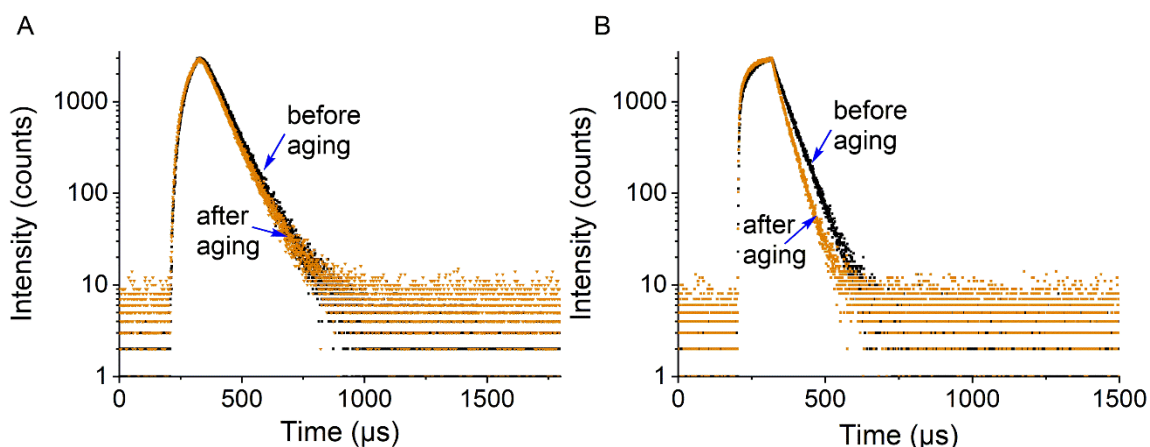 A
Intensity (counts)
1000
100
10
1
0
500
1000
1500
Time (µs)
before
aging
after
aging
B
Intensity (counts)
1000
100
10
1
0
500
1000
1500
Time (µs)
before
aging
after
aging